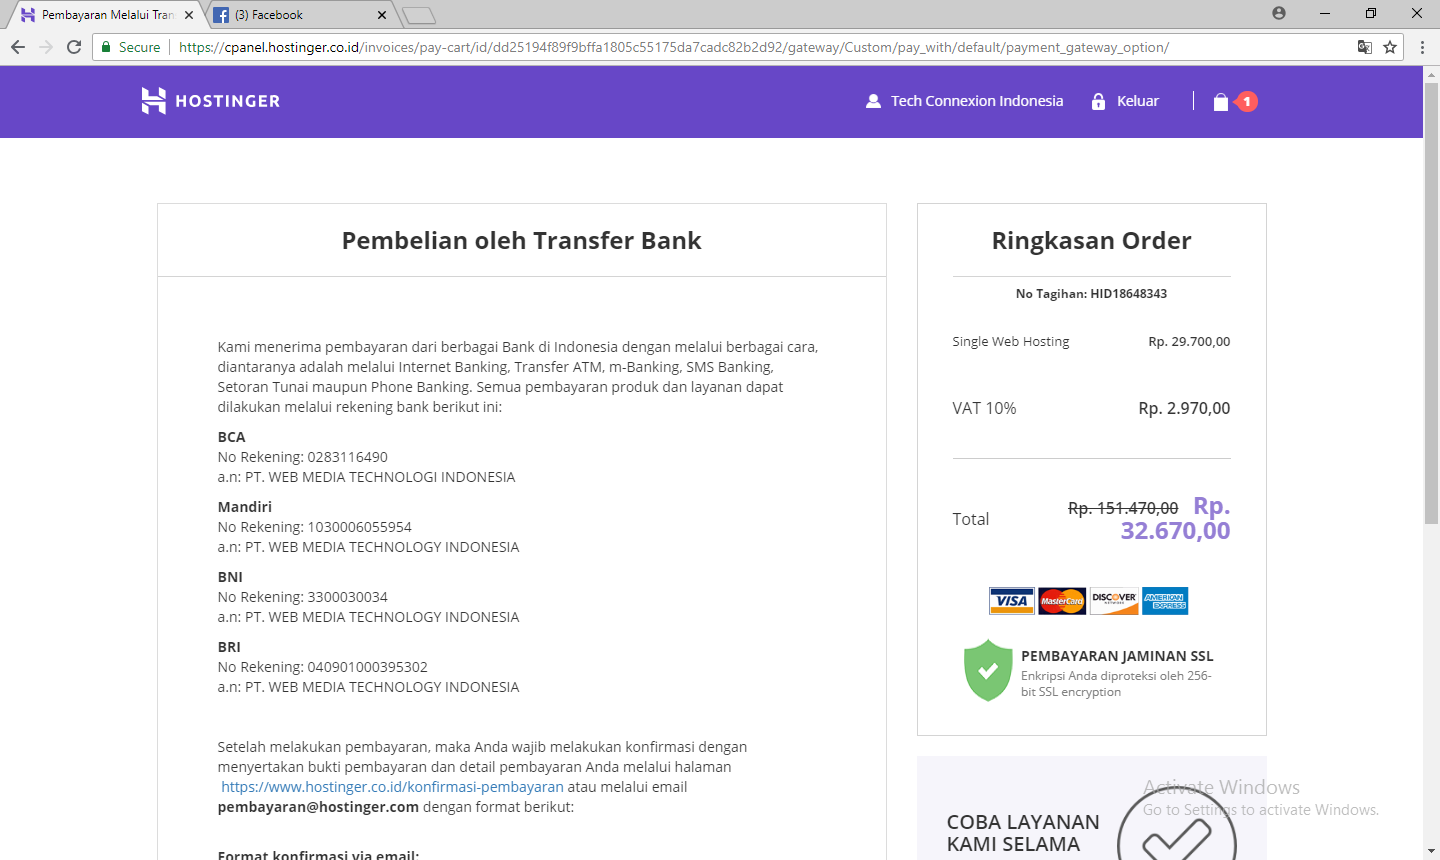 Pembayaran Melalui Tran
(3) Facebook
Secure
https://cpanel.hostinger.co.id/invoices/pay-cart/id/dd25194f89f9bffa1805c55175da7cadc82b2d92/gateway/Custom/pay_with/default/payment_gateway_option/
HOSTINGER
Tech Connexion Indonesia
Keluar
1
Pembelian oleh Transfer Bank
Kami menerima pembayaran dari berbagai Bank di Indonesia dengan melalui berbagai cara,
diantaranya adalah melalui Internet Banking, Transfer ATM, m-Banking, SMS Banking,
Setoran Tunai maupun Phone Banking. Semua pembayaran produk dan layanan dapat
dilakukan melalui rekening bank berikut ini:
BCA
No Rekening: 0283116490
a.n: PT. WEB MEDIA TECHNOLOGI INDONESIA
Mandiri
No Rekening: 1030006055954
a.n: PT. WEB MEDIA TECHNOLOGY INDONESIA
BNI
No Rekening: 3300030034
a.n: PT. WEB MEDIA TECHNOLOGY INDONESIA
BRI
No Rekening: 040901000395302
a.n: PT. WEB MEDIA TECHNOLOGY INDONESIA
Setelah melakukan pembayaran, maka Anda wajib melakukan konfirmasi dengan
menyertakan bukti pembayaran dan detail pembayaran Anda melalui halaman
https://www.hostinger.co.id/konfirmasi-pembayaran atau melalui email
pembayaran@hostinger.com dengan format berikut:
Format konfirmasi via email:
Ringkasan Order
No Tagihan: HID18648343
Single Web Hosting Rp. 29.700,00
VAT 10% Rp. 2.970,00
Total Rp. 151.470,00 Rp.
32.670,00
VISA MasterCard DISCOVER NETWORK AMERICAN EXPRESS
PEMBAYARAN JAMINAN SSL
Enkripsi Anda diproteksi oleh 256-
bit SSL encryption
COBA LAYANAN
KAMI SELAMA
Activate Windows
Go to Settings to activate Windows.